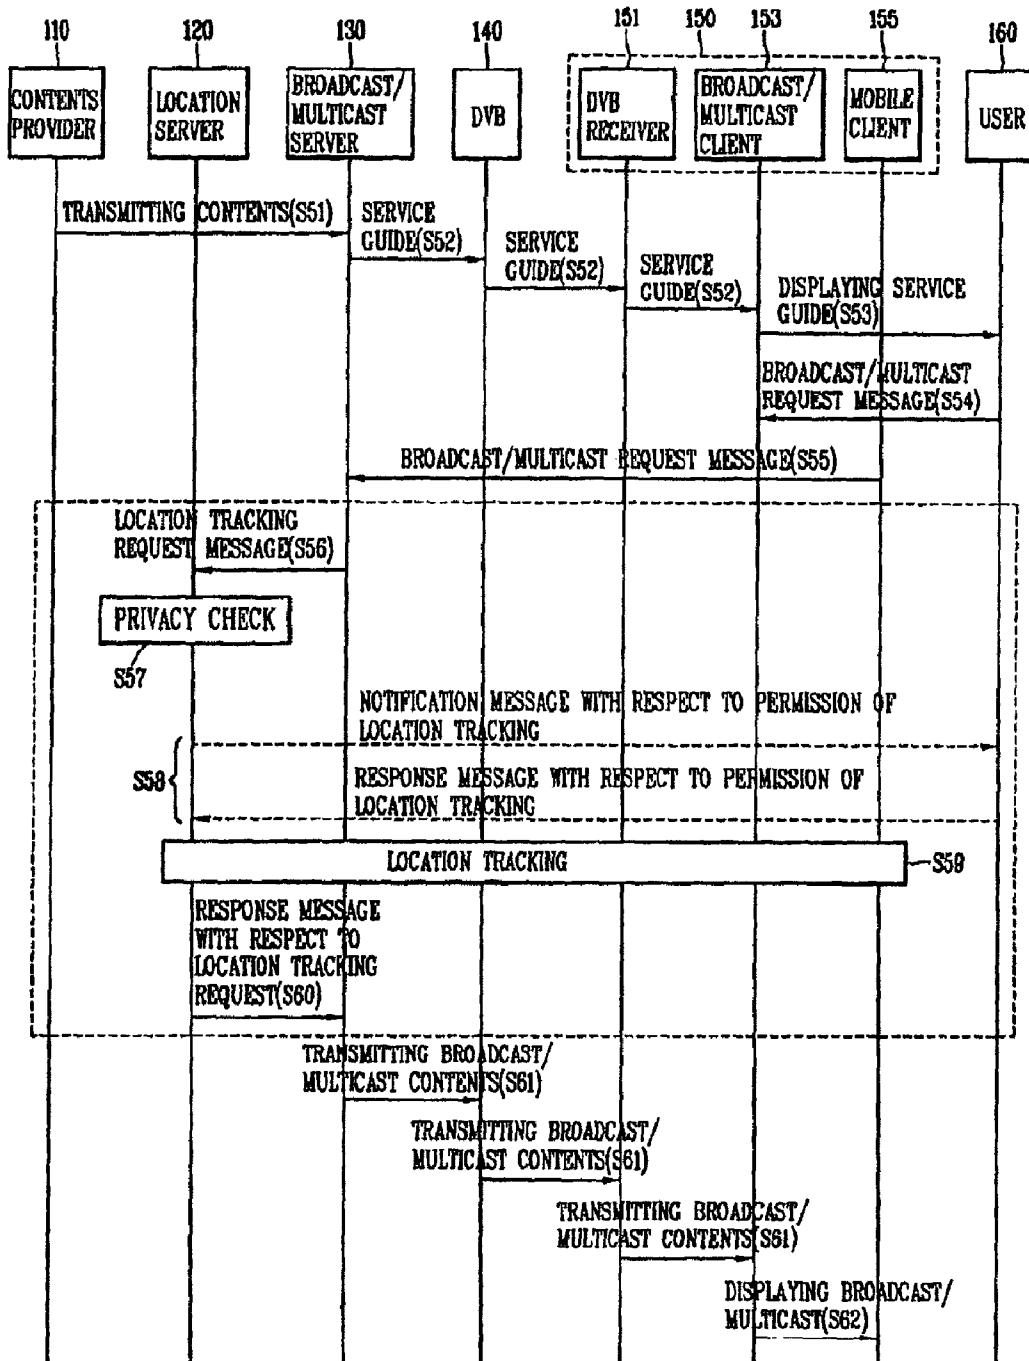 110
120
130
140
151
150
153
155
160
CONTENTS
PROVIDER
LOCATION
SERVER
BROADCAST/
MULTICAST
SERVER
DVB
DVB
RECEIVER
BROADCAST/
MULTICAST
CLIENT
MOBILE
CLIENT
USER
TRANSMITTING CONTENTS(S51)
SERVICE
GUIDE(S52)
SERVICE
GUIDE(S52)
SERVICE
GUIDE(S52)
DISPLAYING SERVICE
GUIDE(S53)
BROADCAST/MULTICAST
REQUEST MESSAGE(S54)
BROADCAST/MULTICAST REQUEST MESSAGE(S55)
LOCATION TRACKING
REQUEST MESSAGE(S56)
PRIVACY CHECK
S57
NOTIFICATION MESSAGE WITH RESPECT TO PERMISSION OF
LOCATION TRACKING
S58
RESPONSE MESSAGE WITH RESPECT TO PERMISSION OF
LOCATION TRACKING
LOCATION TRACKING
S59
RESPONSE MESSAGE
WITH RESPECT TO
LOCATION TRACKING
REQUEST(S60)
TRANSMITTING BROADCAST/
MULTICAST CONTENTS(S61)
TRANSMITTING BROADCAST/
MULTICAST CONTENTS(S61)
TRANSMITTING BROADCAST/
MULTICAST CONTENTS(S61)
DISPLAYING BROADCAST/
MULTICAST(S62)